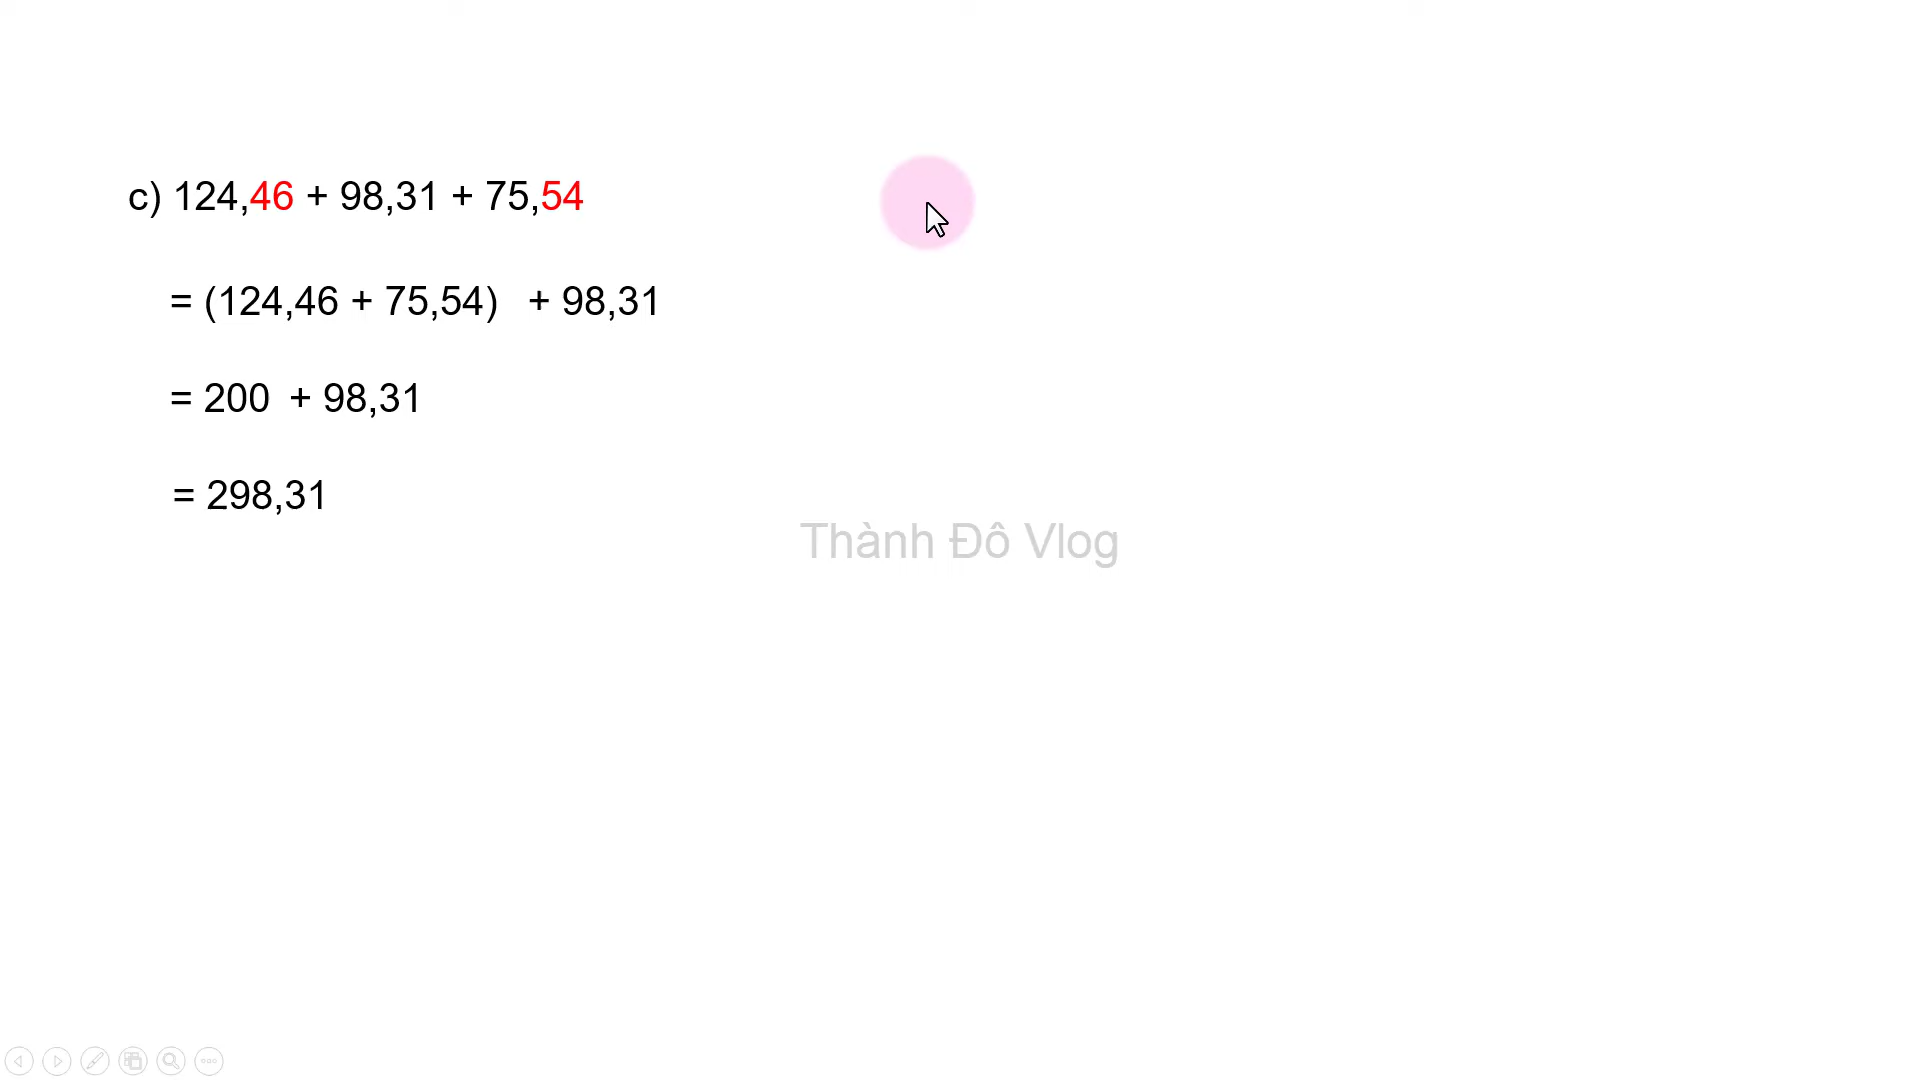 c) 124,46 + 98,31 + 75,54
= (124,46 + 75,54) + 98,31
= 200 + 98,31
= 298,31
Thành Đô Vlog